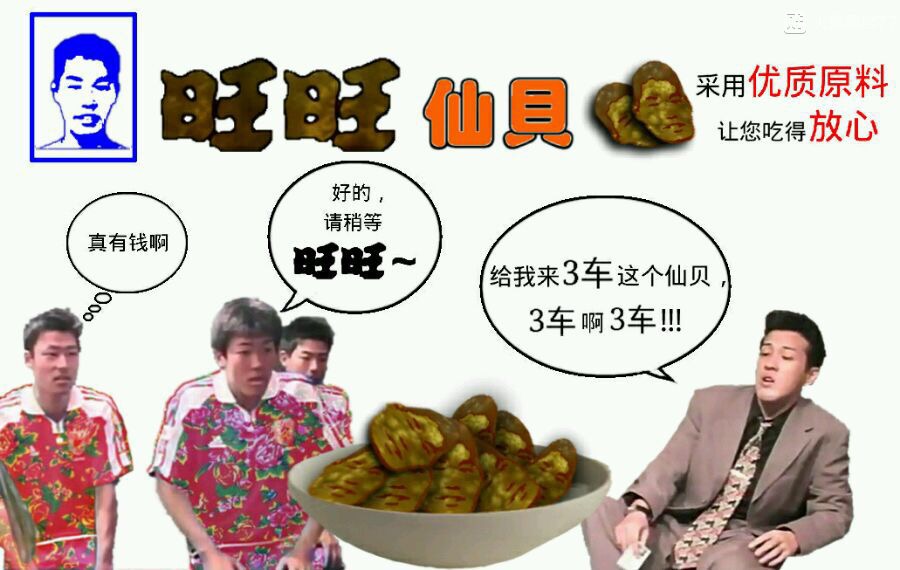 旺旺仙贝
采用优质原料
让您吃得放心
真有钱啊
好的，
请稍等
旺旺～
给我来3车这个仙贝，
3车啊3车!!!